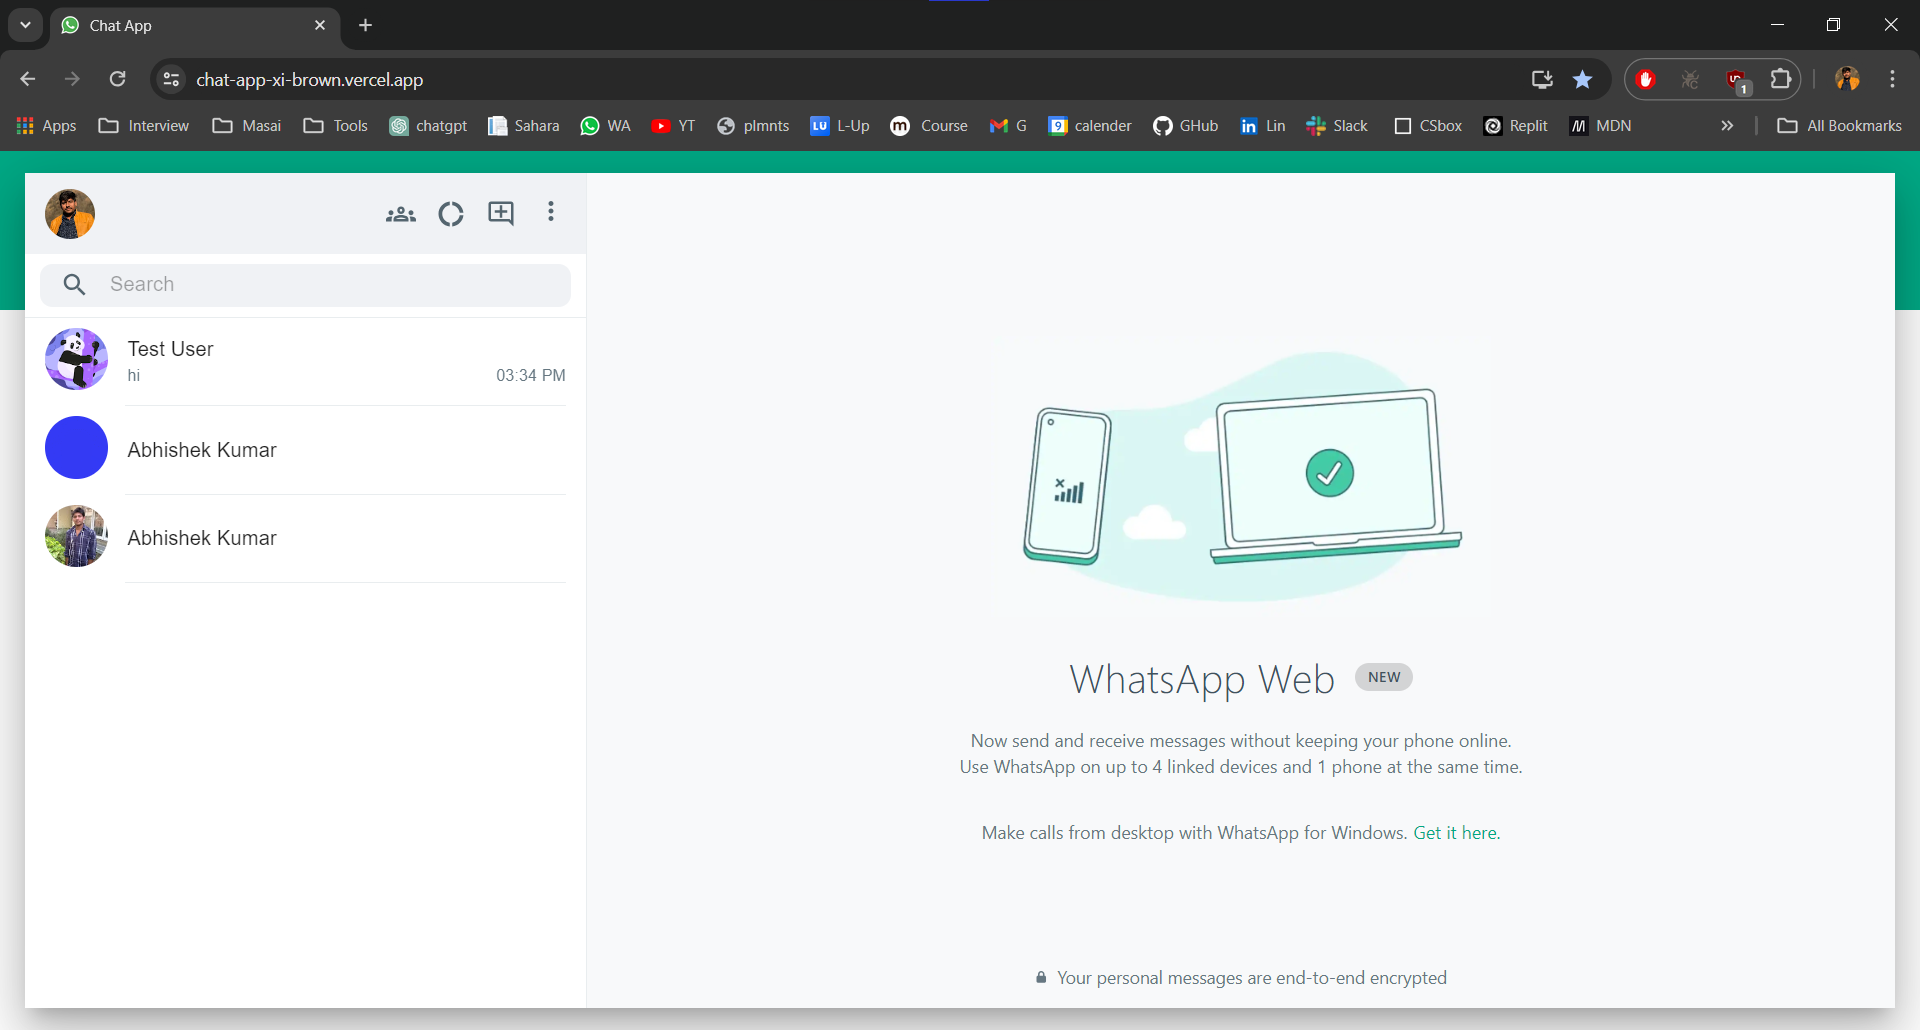 Chat App
chat-app-xi-brown.vercel.app
1
Apps Interview Masai Tools chatgpt Sahara WA YT plmnts L-Up Course G calender GHub Lin Slack CSbox Replit MDN All Bookmarks
Search
Test User
hi 03:34 PM
Abhishek Kumar
Abhishek Kumar
WhatsApp Web NEW
Now send and receive messages without keeping your phone online.
Use WhatsApp on up to 4 linked devices and 1 phone at the same time.
Make calls from desktop with WhatsApp for Windows. Get it here.
Your personal messages are end-to-end encrypted